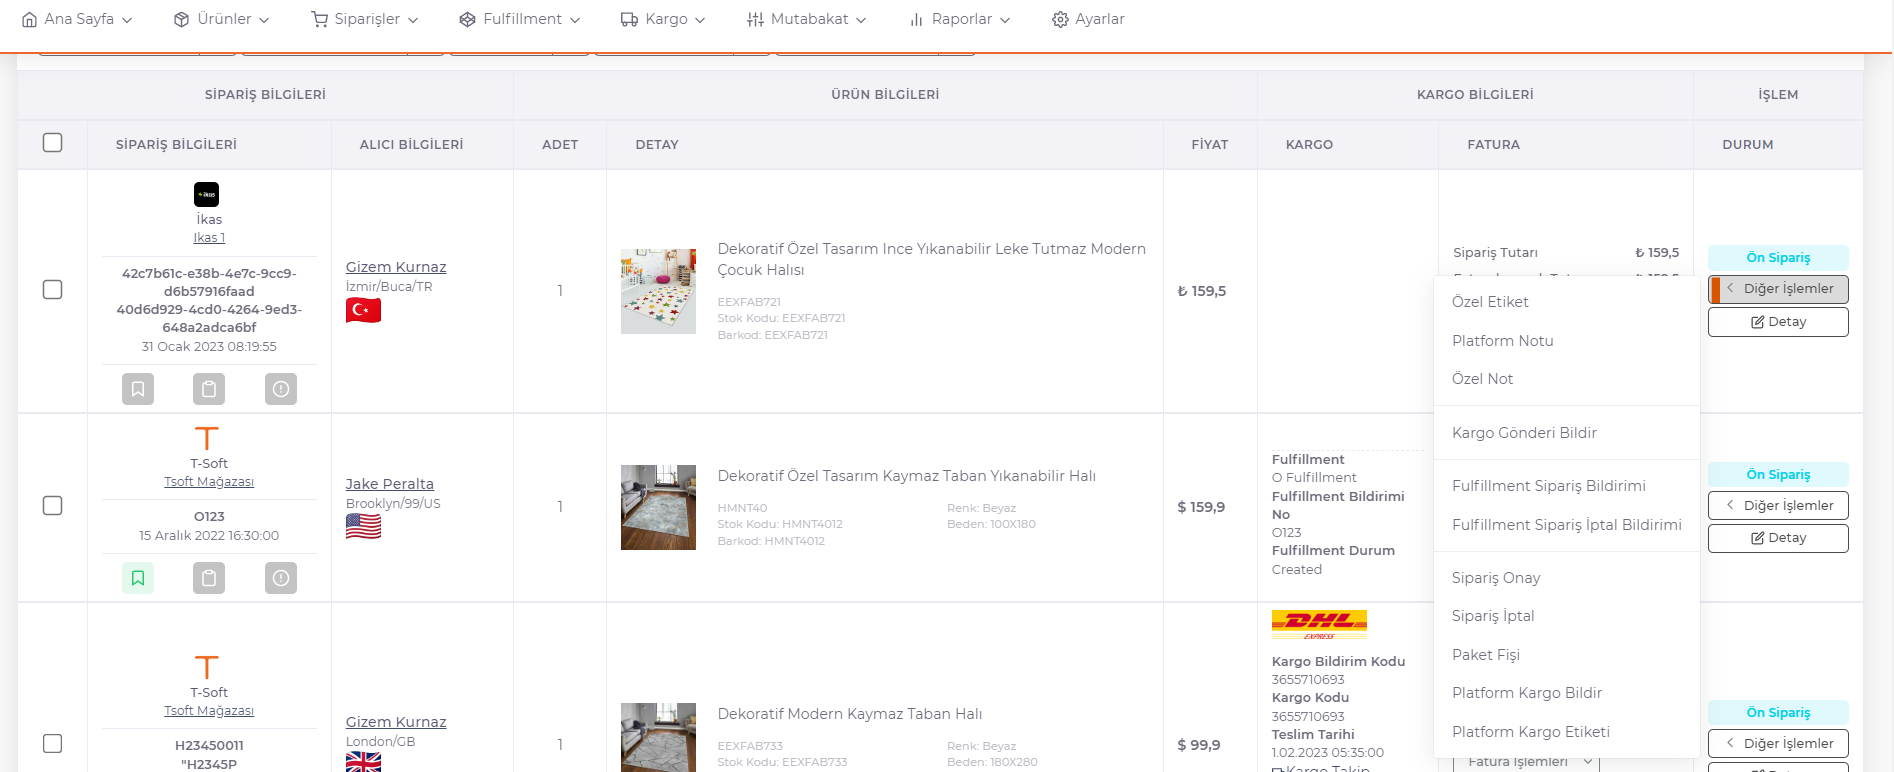 Ana Sayfa
Ürünler
Siparişler
Fulfillment
Kargo
Mutabakat
Raporlar
Ayarlar
SİPARİŞ BİLGİLERİ
ÜRÜN BİLGİLERİ
KARGO BİLGİLERİ
İŞLEM
SİPARİŞ BİLGİLERİ
ALICI BİLGİLERİ
ADET
DETAY
FİYAT
KARGO
FATURA
DURUM
ikas
İkas
Ikas 1
42c7b61c-e38b-4e7c-9cc9-
d6b57916faad
40d6d929-4cd0-4264-9ed3-
648a2adca6bf
31 Ocak 2023 08:19:55
Gizem Kurnaz
İzmir/Buca/TR
1
Dekoratif Özel Tasarım Ince Yıkanabilir Leke Tutmaz Modern
Çocuk Halısı
EEXFAB721
Stok Kodu: EEXFAB721
Barkod: EEXFAB721
₺ 159,5
Sipariş Tutarı
₺ 159,5
Ön Sipariş
Diğer İşlemler
Detay
Özel Etiket
Platform Notu
Özel Not
Kargo Gönderi Bildir
Fulfillment Sipariş Bildirimi
Fulfillment Sipariş İptal Bildirimi
Sipariş Onay
Sipariş İptal
Paket Fişi
Platform Kargo Bildir
Platform Kargo Etiketi
T-Soft
Tsoft Mağazası
O123
15 Aralık 2022 16:30:00
Jake Peralta
Brooklyn/99/US
1
Dekoratif Özel Tasarım Kaymaz Taban Yıkanabilir Halı
HMNT40
Stok Kodu: HMNT4012
Barkod: HMNT4012
Renk: Beyaz
Beden: 100X180
$ 159,9
Fulfillment
O Fulfillment
Fulfillment Bildirimi
No
O123
Fulfillment Durum
Created
Ön Sipariş
Diğer İşlemler
Detay
T-Soft
Tsoft Mağazası
H23450011
"H2345P
Gizem Kurnaz
London/GB
1
Dekoratif Modern Kaymaz Taban Halı
EEXFAB733
Stok Kodu: EEXFAB733
Renk: Beyaz
Beden: 180X280
$ 99,9
DHL
EXPRESS
Kargo Bildirim Kodu
3655710693
Kargo Kodu
3655710693
Teslim Tarihi
1.02.2023 05:35:00
Kargo Takip
Fatura İşlemleri
Ön Sipariş
Diğer İşlemler